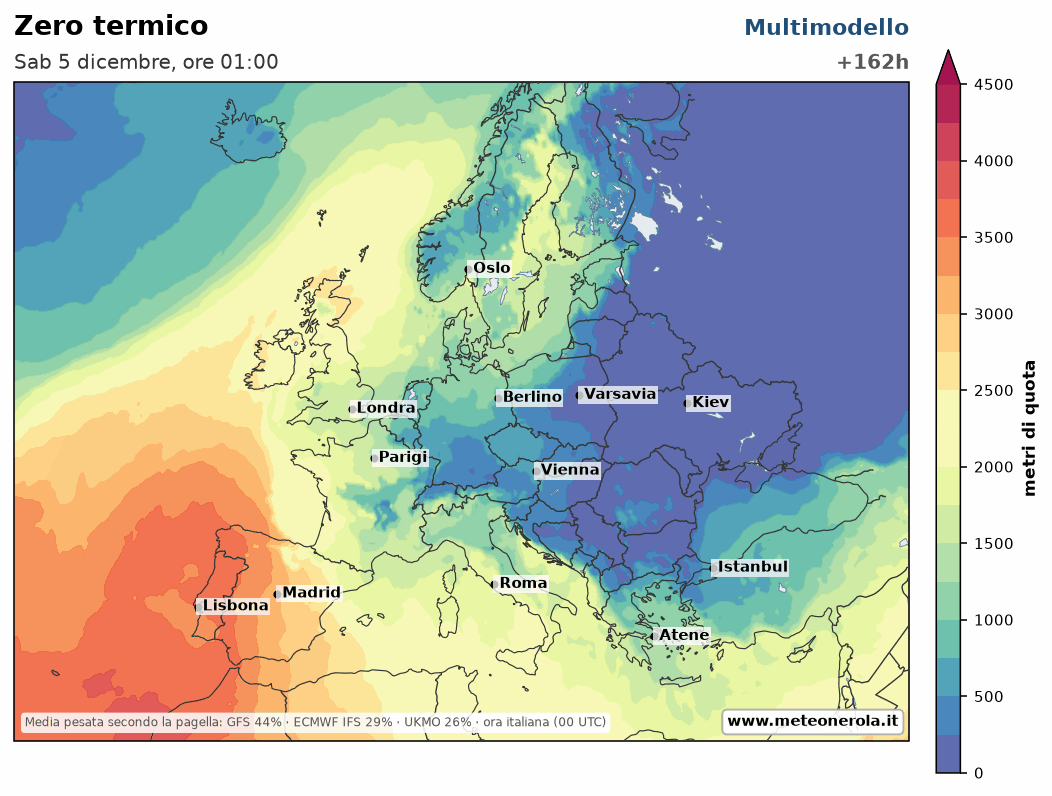 Zero termico
Multimodello
Sab 5 dicembre, ore 01:00
+162h
4500
4000
3500
3000
2500
2000
1500
1000
500
0
metri di quota
Oslo
Londra
Berlino
Varsavia
Kiev
Parigi
Vienna
Istanbul
Roma
Madrid
Lisbona
Atene
Media pesata secondo la pagella: GFS 44% · ECMWF IFS 29% · UKMO 26% · ora italiana (00 UTC)
www.meteonerola.it